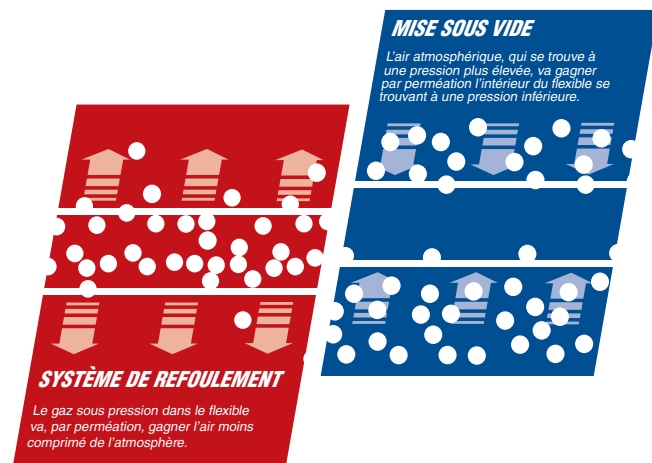 MISE SOUS VIDE
L'air atmosphérique, qui se trouve à
une pression plus élevée, va gagner
par perméation l'intérieur du flexible se
trouvant à une pression inférieure.
SYSTÈME DE REFOULEMENT
Le gaz sous pression dans le flexible
va, par perméation, gagner l'air moins
comprimé de l'atmosphère.